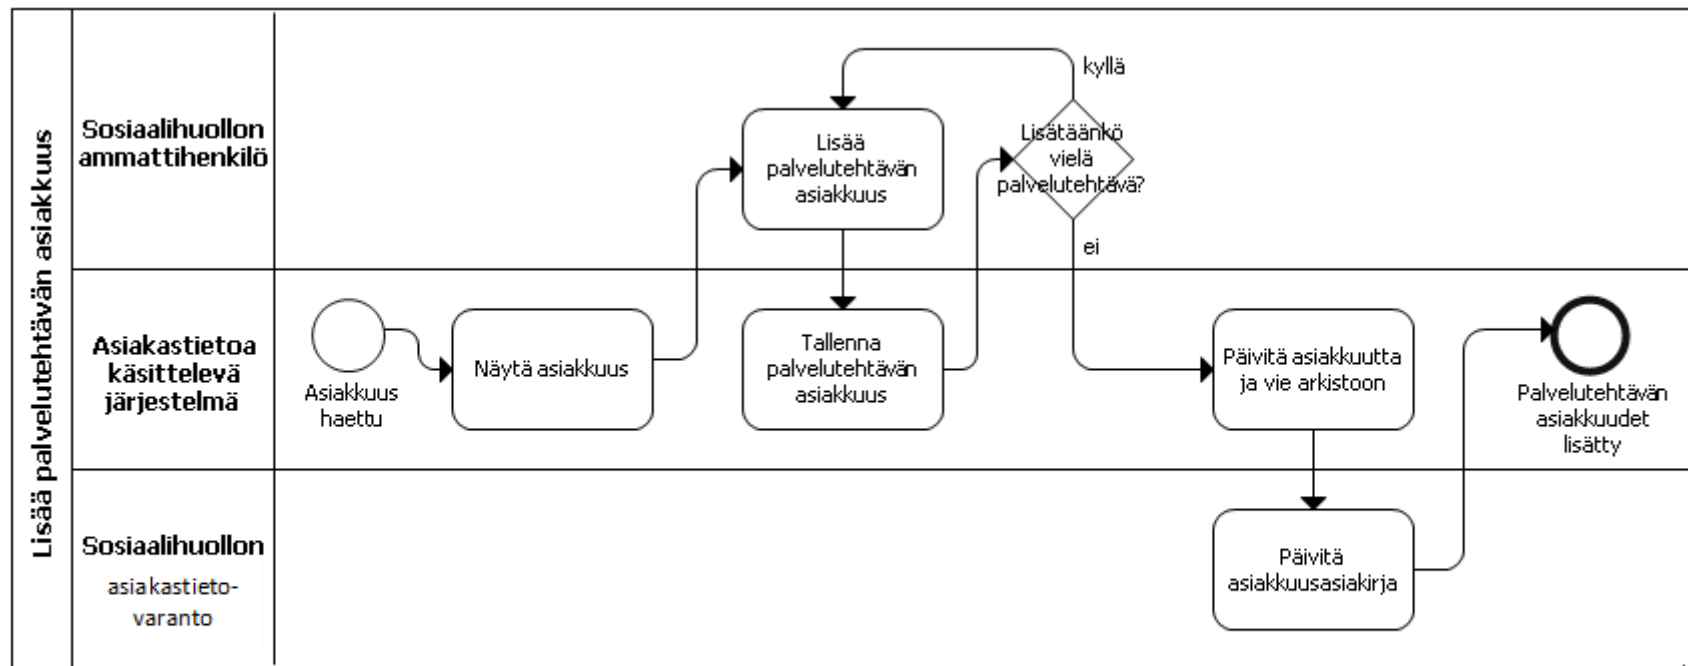 Lisää palvelutehtävän asiakkuus
Sosiaalihuollon
ammattihenkilö
Lisää
palvelutehtävän
asiakkuus
kyllä
Lisätäänkö
vielä
palvelutehtävä?
ei
Asiakastietoa
käsittelevä
järjestelmä
Asiakkuus
haettu
Näytä asiakkuus
Tallenna
palvelutehtävän
asiakkuus
Päivitä asiakkuutta
ja vie arkistoon
Palvelutehtävän
asiakkuudet
lisätty
Sosiaalihuollon
asiakastieto-
varanto
Päivitä
asiakkuusasiakirja